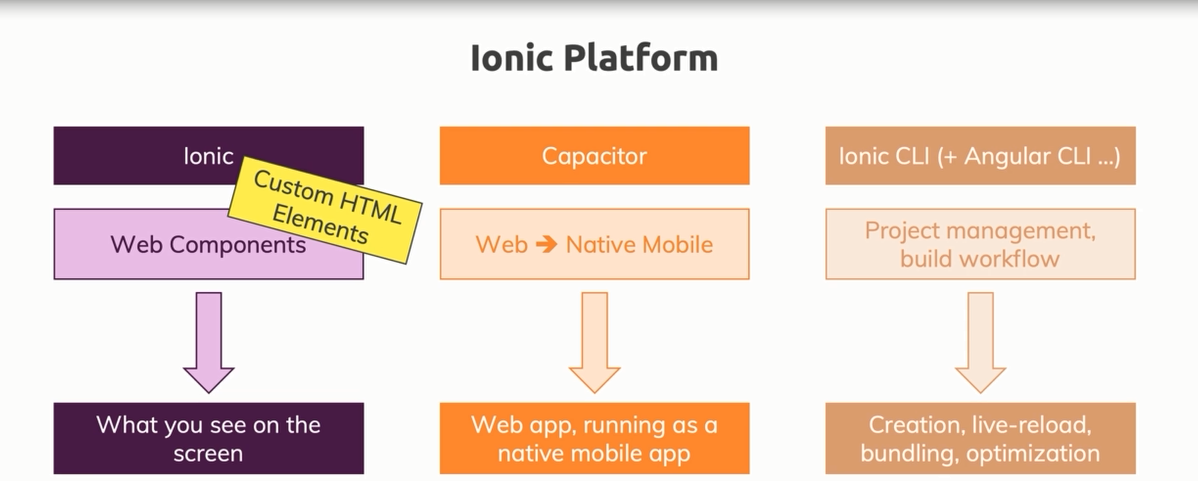 Ionic Platform
Ionic
Custom HTML
Elements
Web Components
What you see on the
screen
Capacitor
Web ➔ Native Mobile
Web app, running as a
native mobile app
Ionic CLI (+ Angular CLI ...)
Project management,
build workflow
Creation, live-reload,
bundling, optimization